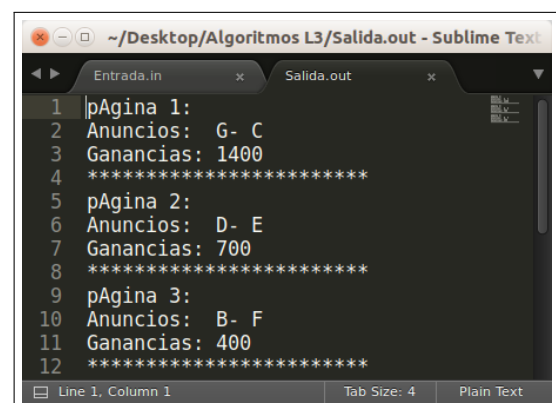 ~/Desktop/Algoritmos L3/Salida.out - Sublime Text
Entrada.in x Salida.out x
1 pAgina 1:
2 Anuncios: G- C
3 Ganancias: 1400
4 ************************
5 pAgina 2:
6 Anuncios: D- E
7 Ganancias: 700
8 ************************
9 pAgina 3:
10 Anuncios: B- F
11 Ganancias: 400
12 ************************
Line 1, Column 1 Tab Size: 4 Plain Text